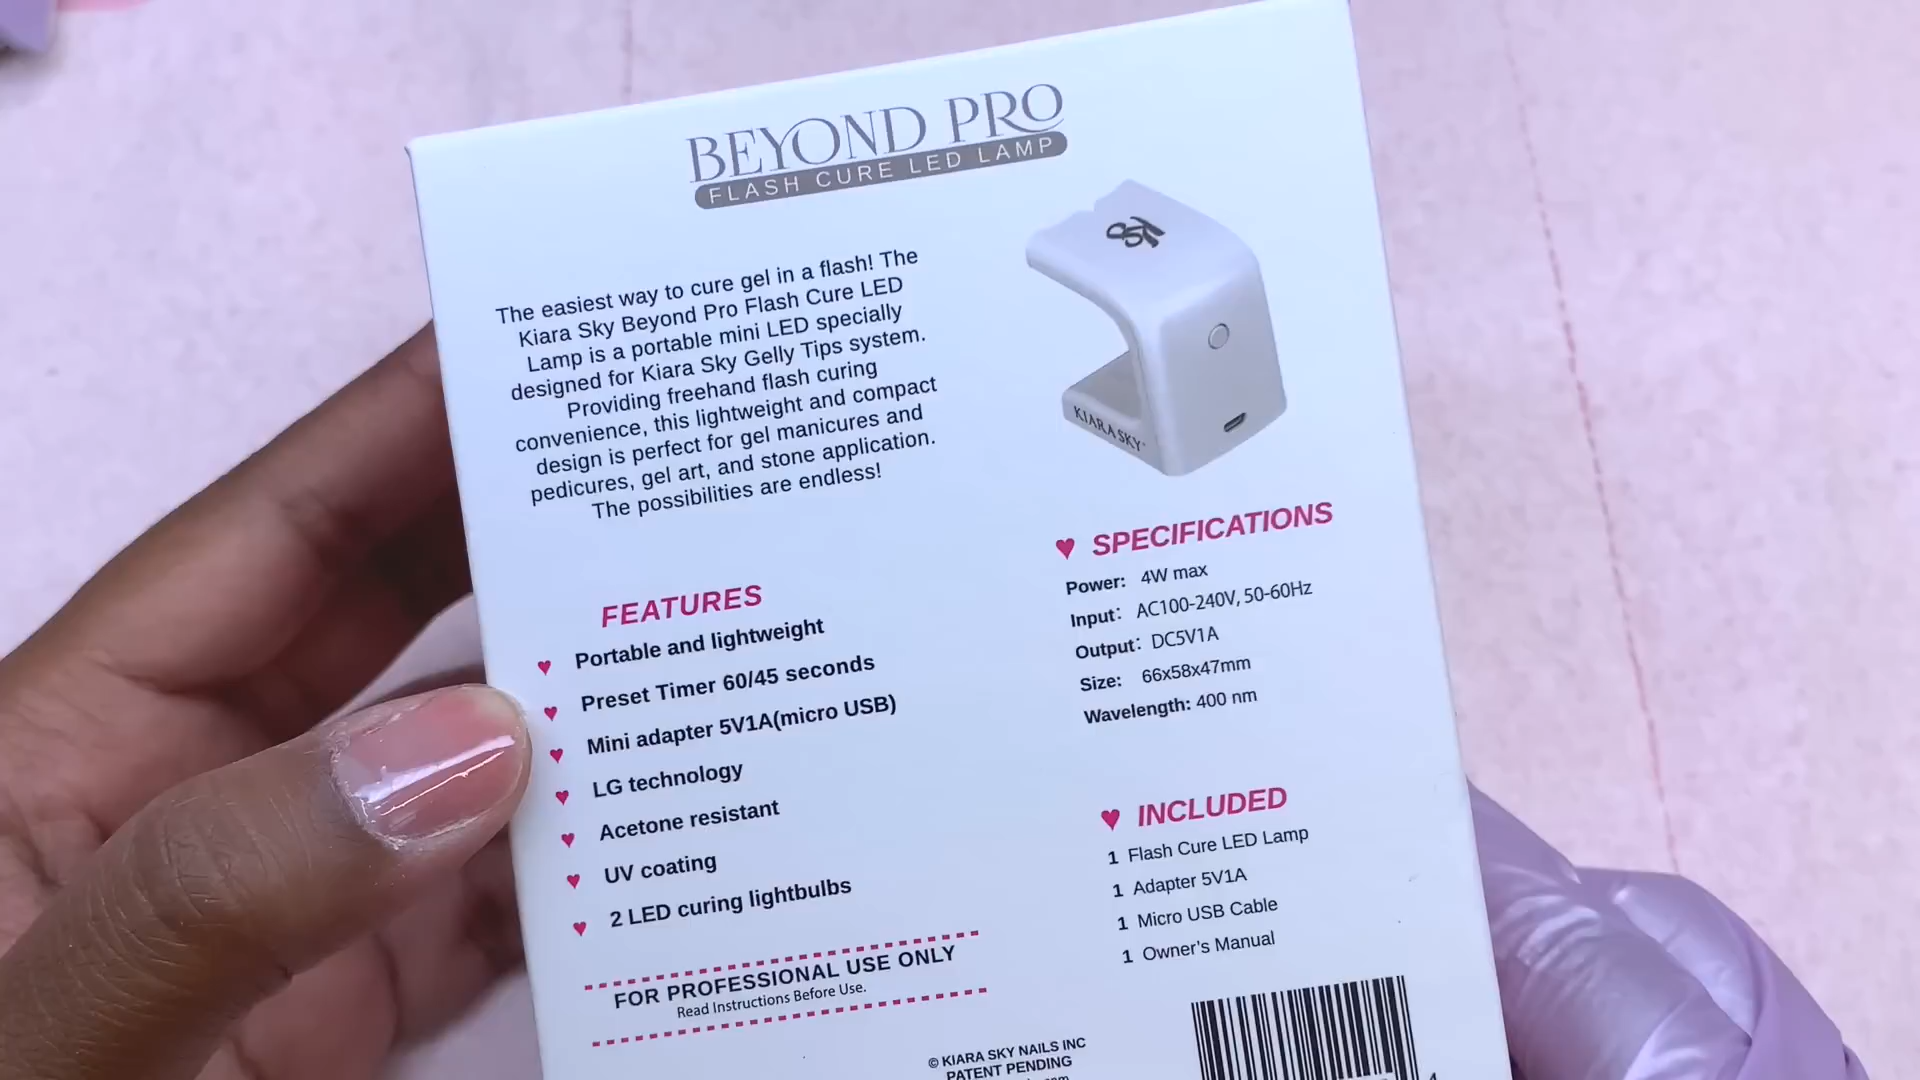 BEYOND PRO
FLASH CURE LED LAMP
The easiest way to cure gel in a flash! The
Kiara Sky Beyond Pro Flash Cure LED
Lamp is a portable mini LED specially
designed for Kiara Sky Gelly Tips system.
Providing freehand flash curing
convenience, this lightweight and compact
design is perfect for gel manicures and
pedicures, gel art, and stone application.
The possibilities are endless!
KIARA SKY
FEATURES
♥ Portable and lightweight
♥ Preset Timer 60/45 seconds
♥ Mini adapter 5V1A(micro USB)
♥ LG technology
♥ Acetone resistant
♥ UV coating
♥ 2 LED curing lightbulbs
FOR PROFESSIONAL USE ONLY
Read Instructions Before Use.
♥ SPECIFICATIONS
Power: 4W max
Input: AC100-240V, 50-60Hz
Output: DC5V1A
Size: 66x58x47mm
Wavelength: 400 nm
♥ INCLUDED
1 Flash Cure LED Lamp
1 Adapter 5V1A
1 Micro USB Cable
1 Owner's Manual
© KIARA SKY NAILS INC
PATENT PENDING